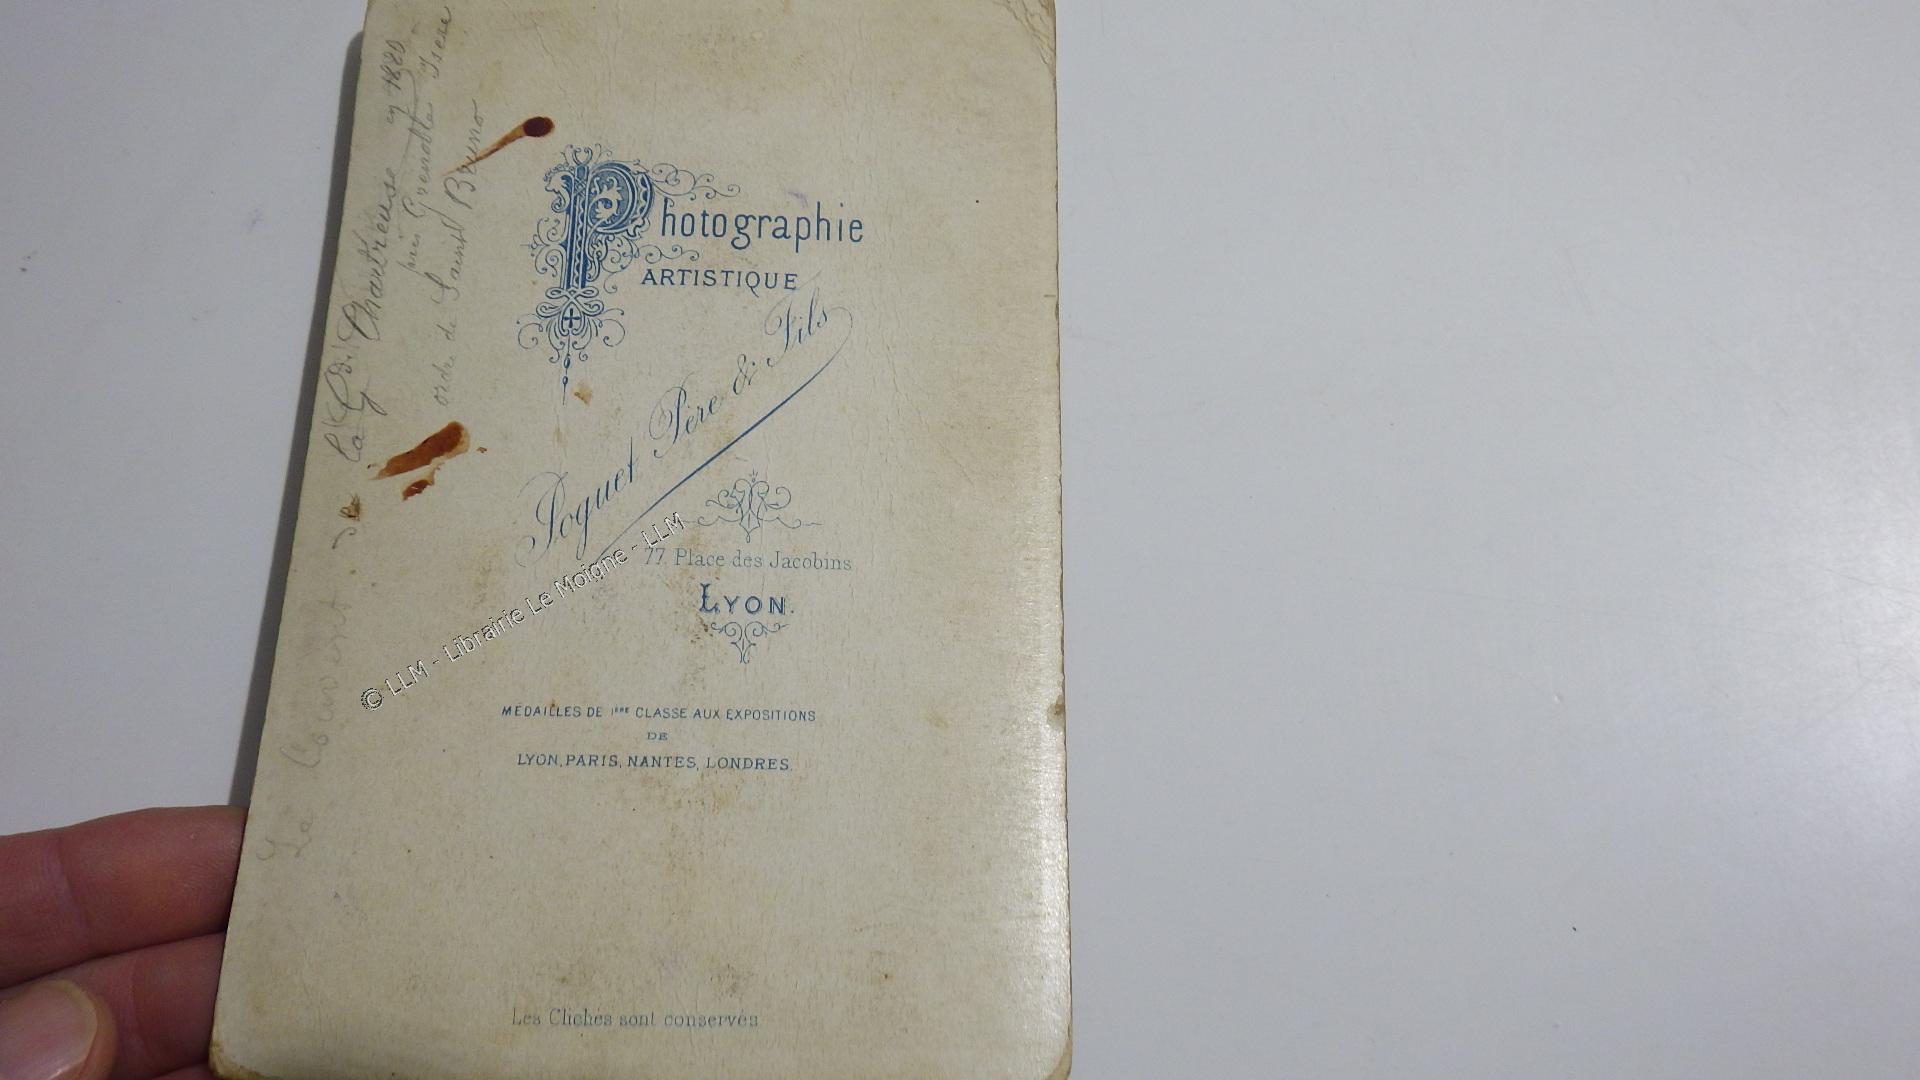 Photographie
ARTISTIQUE
Poguet Père & Fils
77 Place des Jacobins
LYON.
MÉDAILLES DE 1ÈRE CLASSE AUX EXPOSITIONS
DE
LYON, PARIS, NANTES, LONDRES.
Les Clichés sont conservés
Le Couvent de la Gde Chartreuse en 1880
près Grenoble Isère
ordre de Saint Bruno
© LLM - Librairie Le Moigne - LLM